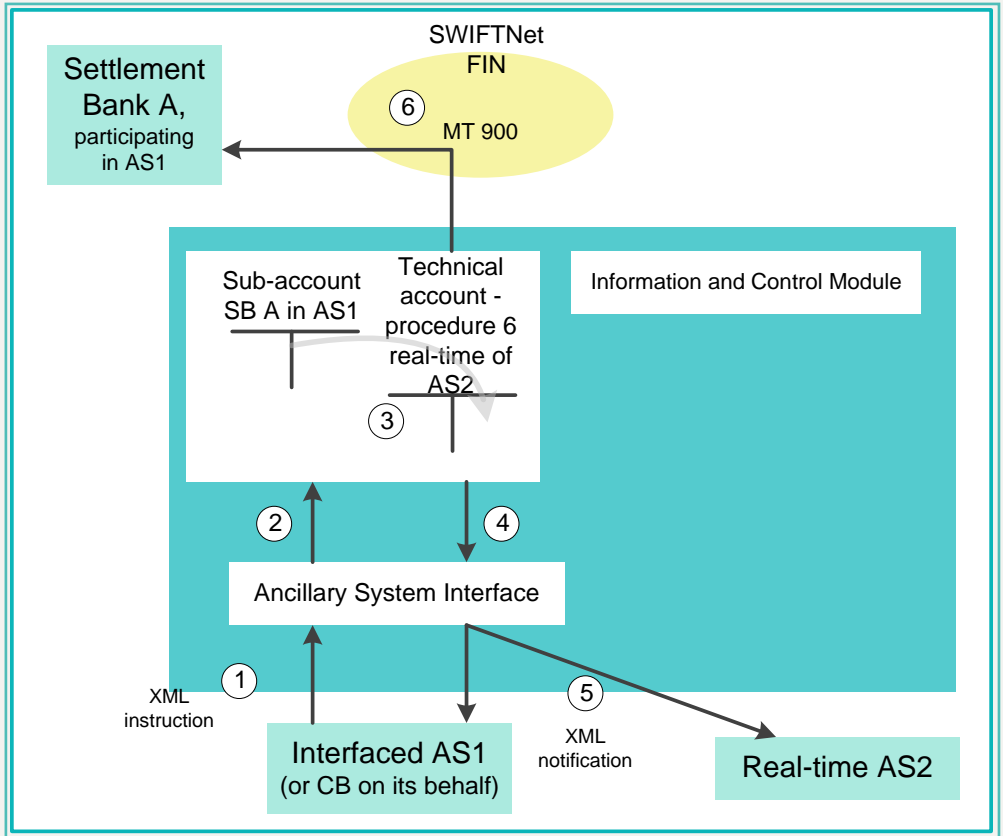 SWIFTNet
FIN
Settlement
Bank A,
participating
in AS1
6
MT 900
Sub-account
SB A in AS1
Technical
account -
procedure 6
real-time of
AS2
Information and Control Module
3
2
4
Ancillary System Interface
1
XML
instruction
5
XML
notification
Interfaced AS1
(or CB on its behalf)
Real-time AS2